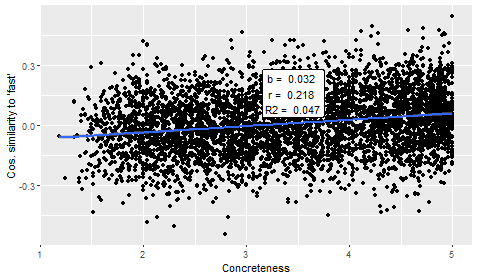 Cos. similarity to 'fast'
0.3
0.0
-0.3
b = 0.032
r = 0.218
R2 = 0.047
1
2
3
4
5
Concreteness